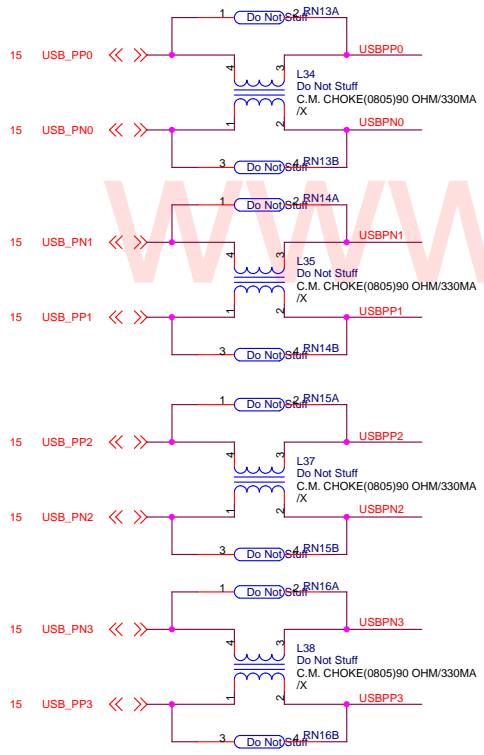 1 Do Not Stuff 2 RN13A
15 USB_PP0 USBPP0
4 3
L34
Do Not Stuff
C.M. CHOKE(0805)90 OHM/330MA
/X
1 2
15 USB_PN0 USBPN0
3 Do Not Stuff 4 RN13B
WWW
1 Do Not Stuff 2 RN14A
15 USB_PN1 USBPN1
4 3
L35
Do Not Stuff
C.M. CHOKE(0805)90 OHM/330MA
/X
1 2
15 USB_PP1 USBPP1
3 Do Not Stuff 4 RN14B
1 Do Not Stuff 2 RN15A
15 USB_PP2 USBPP2
4 3
L37
Do Not Stuff
C.M. CHOKE(0805)90 OHM/330MA
/X
1 2
15 USB_PN2 USBPN2
3 Do Not Stuff 4 RN15B
1 Do Not Stuff 2 RN16A
15 USB_PN3 USBPN3
4 3
L38
Do Not Stuff
C.M. CHOKE(0805)90 OHM/330MA
/X
1 2
15 USB_PP3 USBPP3
3 Do Not Stuff 4 RN16B